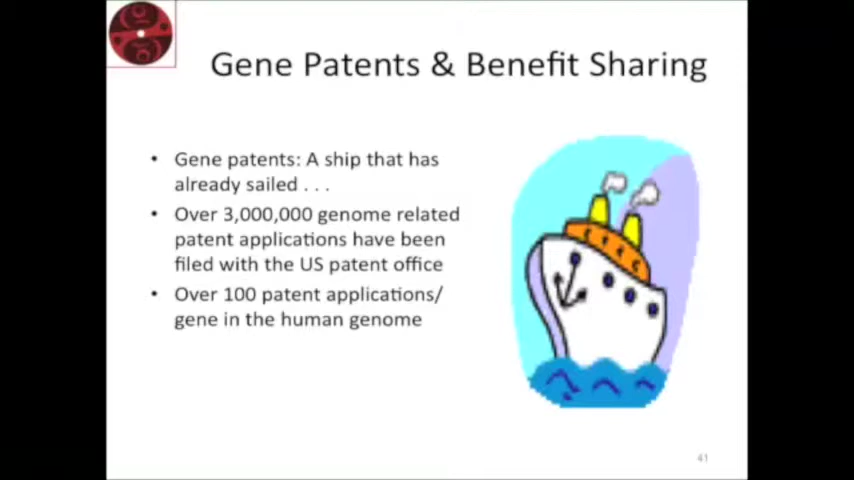 Gene Patents & Benefit Sharing
• Gene patents: A ship that has
already sailed . . .
• Over 3,000,000 genome related
patent applications have been
filed with the US patent office
• Over 100 patent applications/
gene in the human genome
41